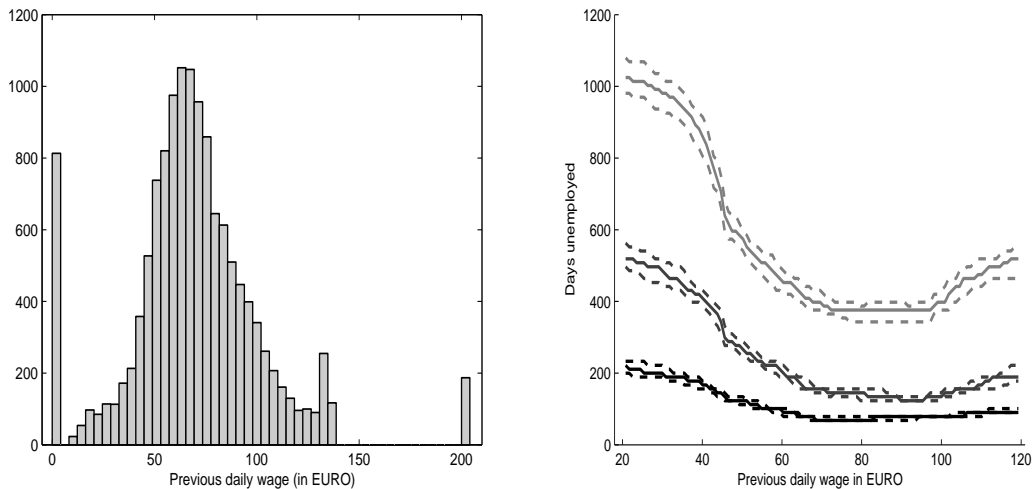 1200
1000
800
600
400
200
0
0 50 100 150 200
Previous daily wage (in EURO)
1200
1000
800
600
400
200
0
Days unemployed
20 40 60 80 100 120
Previous daily wage in EURO